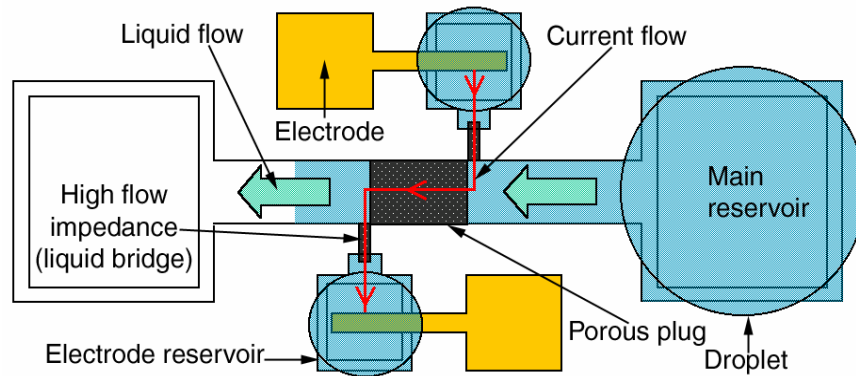 Liquid flow
Current flow
Electrode
Main
reservoir
High flow
impedance
(liquid bridge)
Porous plug
Electrode reservoir
Droplet